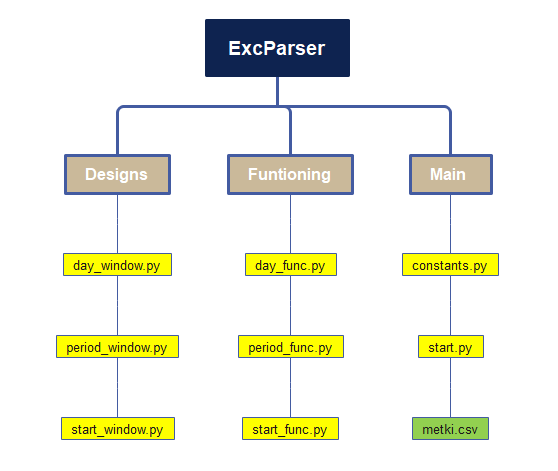 ExcParser
Designs
Funtioning
Main
day_window.py
day_func.py
constants.py
period_window.py
period_func.py
start.py
start_window.py
start_func.py
metki.csv